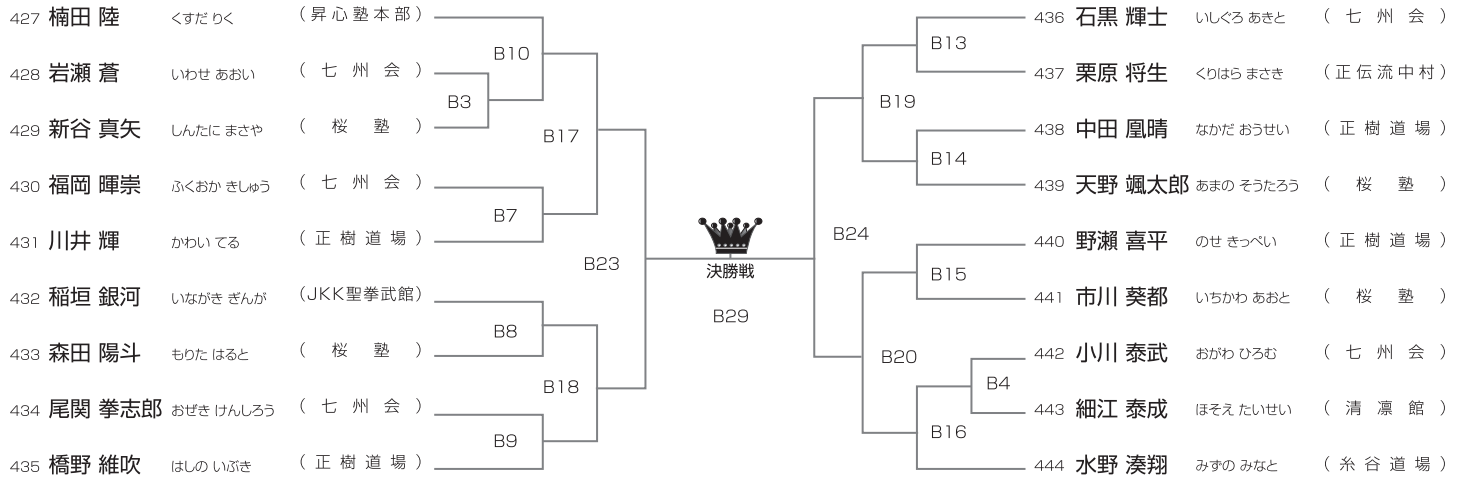 427 楠田 陸 くすだ りく (昇心塾本部)
428 岩瀬 蒼 いわせ あおい (七州会)
429 新谷 真矢 しんたに まさや (桜塾)
430 福岡 暉崇 ふくおか きしゅう (七州会)
431 川井 輝 かわい てる (正樹道場)
432 稲垣 銀河 いながき ぎんが (JKK聖拳武館)
433 森田 陽斗 もりた はると (桜塾)
434 尾関 拳志郎 おぜき けんしろう (七州会)
435 橋野 維吹 はしの いぶき (正樹道場)
B10
B3
B17
B7
B23
B8
B18
B9
決勝戦
B29
B13
B19
B14
B24
B15
B20
B4
B16
436 石黒 輝士 いしぐろ あきと (七州会)
437 栗原 将生 くりはら まさき (正伝流中村)
438 中田 凰晴 なかだ おうせい (正樹道場)
439 天野 颯太郎 あまの そうたろう (桜塾)
440 野瀬 喜平 のせ きっぺい (正樹道場)
441 市川 葵都 いちかわ あおと (桜塾)
442 小川 泰武 おがわ ひろむ (七州会)
443 細江 泰成 ほそえ たいせい (清凛館)
444 水野 湊翔 みずの みなと (糸谷道場)